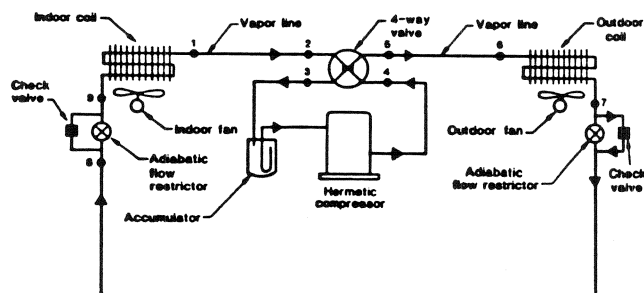 Indoor coil
Vapor line
4-way
valve
Vapor line
Outdoor
coil
1
2
5
6
3
4
Check
valve
9
7
Indoor fan
Outdoor fan
Adiabatic
flow
restrictor
8
Adiabatic
flow restrictor
Hermetic
compressor
Check
valve
Accumulator